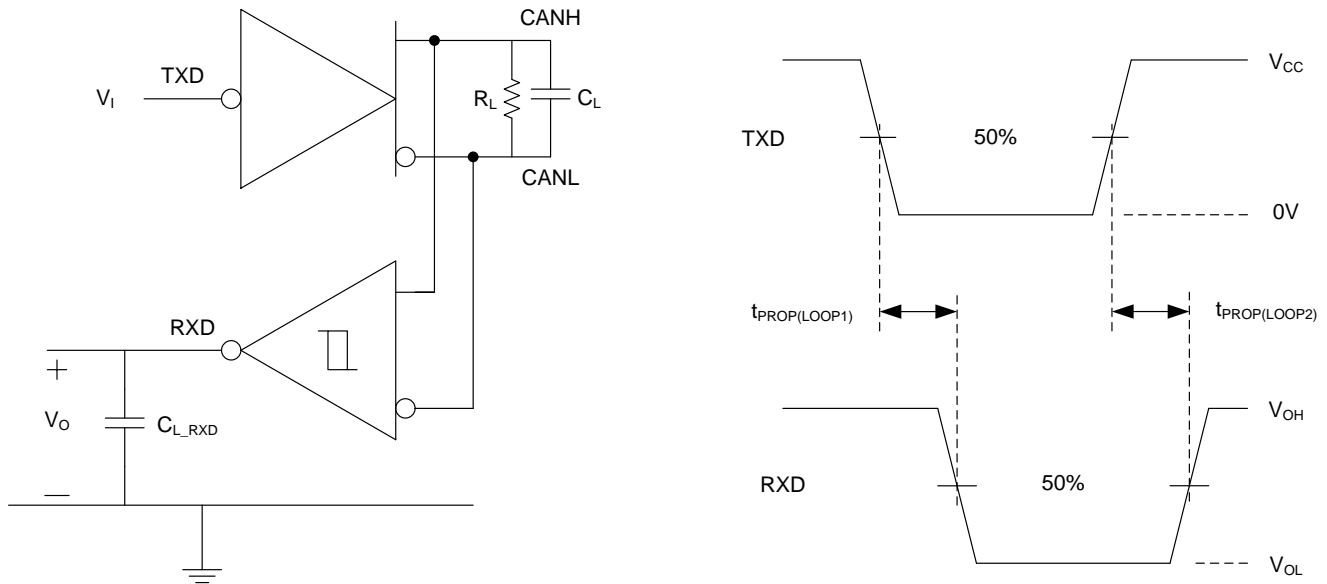 CANH
TXD
V_I
R_L
C_L
CANL
RXD
+
V_O
C_L_RXD
—
V_CC
TXD
50%
0V
t_PROP(LOOP1)
t_PROP(LOOP2)
V_OH
RXD
50%
V_OL